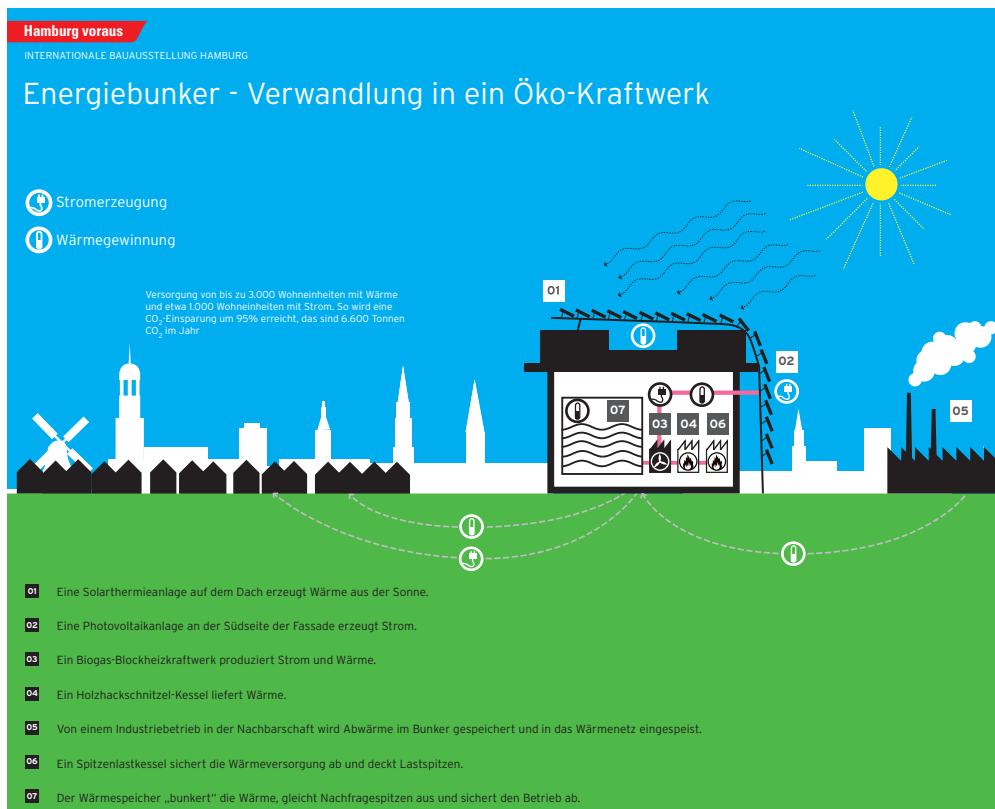 Hamburg voraus
INTERNATIONALE BAUAUSSTELLUNG HAMBURG
Energiebunker - Verwandlung in ein Öko-Kraftwerk
Stromerzeugung
Wärmegewinnung
Versorgung von bis zu 3.000 Wohneinheiten mit Wärme
und etwa 1.000 Wohneinheiten mit Strom. So wird eine
CO2-Einsparung um 95% erreicht, das sind 6.600 Tonnen
CO2 im Jahr
01
02
07
03 04 06
05
01 Eine Solarthermieanlage auf dem Dach erzeugt Wärme aus der Sonne.
02 Eine Photovoltaikanlage an der Südseite der Fassade erzeugt Strom.
03 Ein Biogas-Blockheizkraftwerk produziert Strom und Wärme.
04 Ein Holzhackschnitzel-Kessel liefert Wärme.
05 Von einem Industriebetrieb in der Nachbarschaft wird Abwärme im Bunker gespeichert und in das Wärmenetz eingespeist.
06 Ein Spitzenlastkessel sichert die Wärmeversorgung ab und deckt Lastspitzen.
07 Der Wärmespeicher „bunkert" die Wärme, gleicht Nachfragespitzen aus und sichert den Betrieb ab.